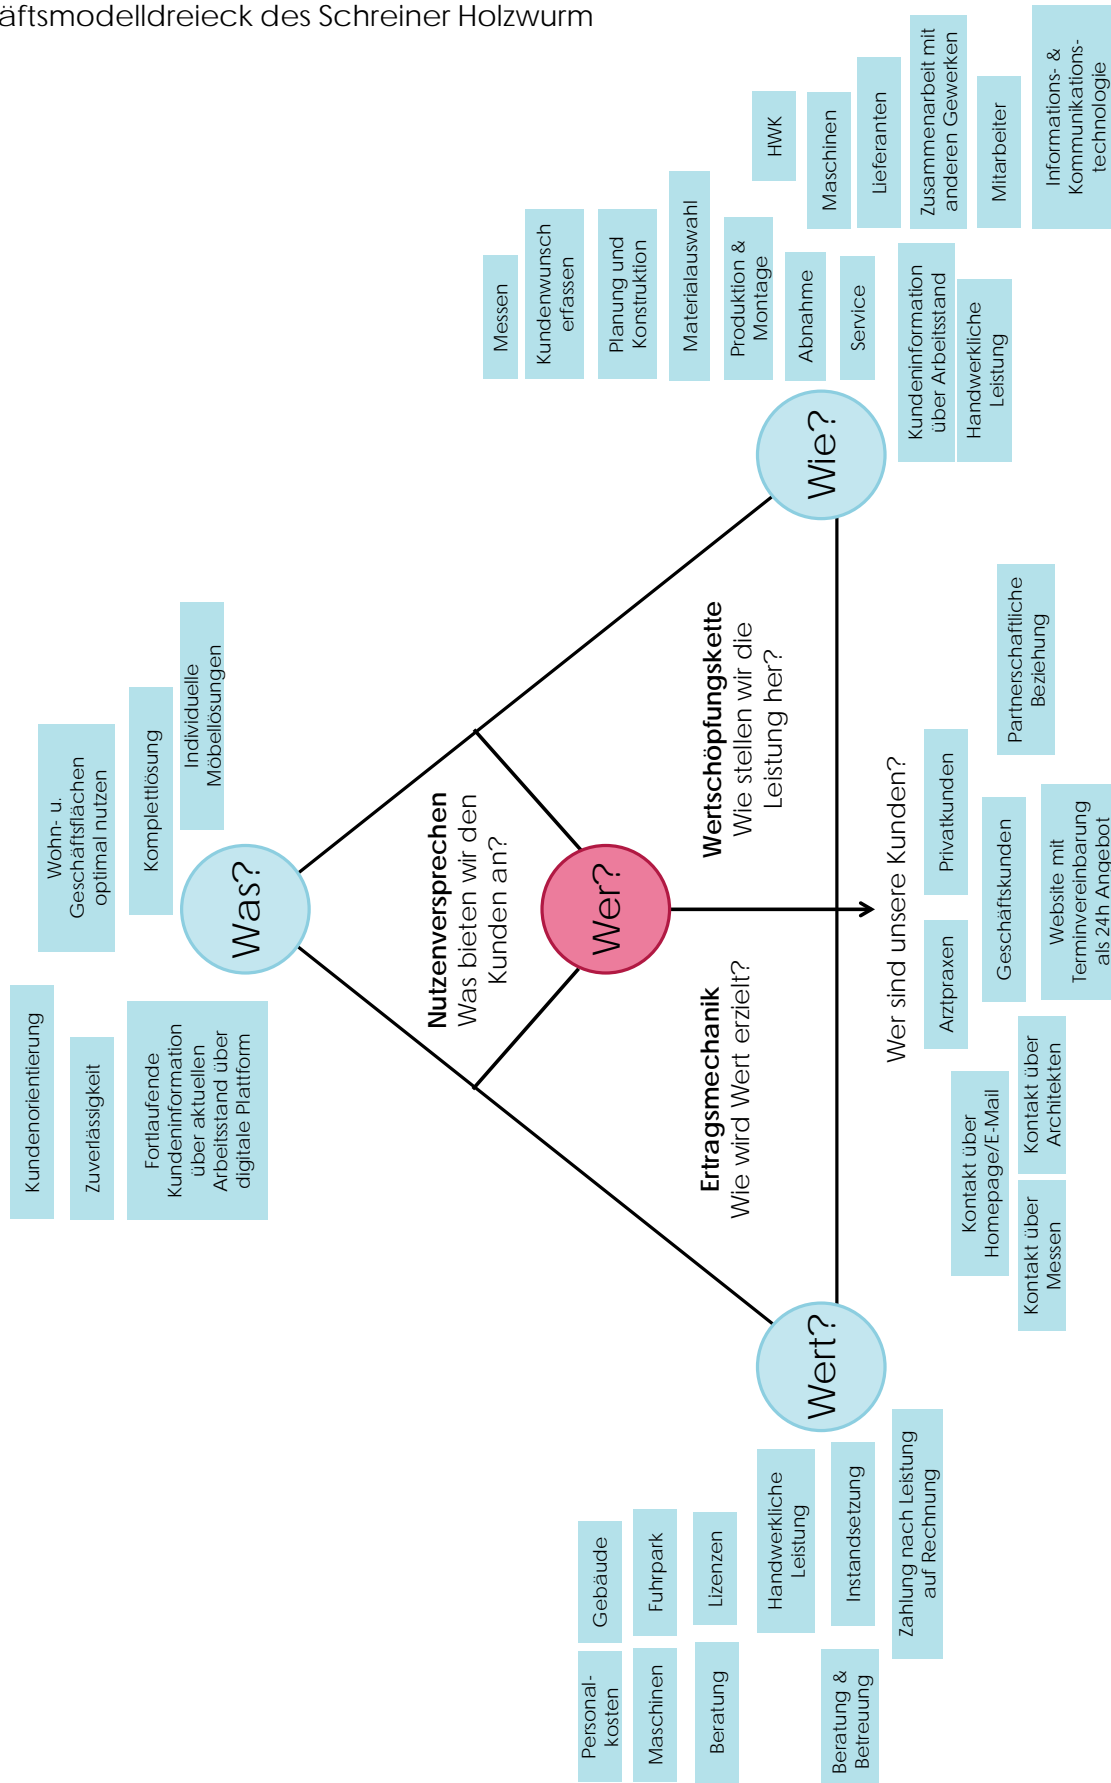 äftsmodelldreieck des Schreiner Holzwurm
Kundenorientierung
Zuverlässigkeit
Fortlaufende
Kundeninformation
über aktuellen
Arbeitsstand über
digitale Plattform
Wohn- u.
Geschäftsflächen
optimal nutzen
Komplettlösung
Individuelle
Möbellösungen
Was?
Nutzenversprechen
Was bieten wir den
Kunden an?
Wer?
Ertragsmechanik
Wie wird Wert erzielt?
Wertschöpfungskette
Wie stellen wir die
Leistung her?
Wert?
Wie?
Personal-
kosten
Gebäude
Maschinen
Fuhrpark
Beratung
Lizenzen
Handwerkliche
Leistung
Beratung &
Betreuung
Instandsetzung
Zahlung nach Leistung
auf Rechnung
Messen
Kundenwunsch
erfassen
Planung und
Konstruktion
Materialauswahl
Produktion &
Montage
Abnahme
Service
Kundeninformation
über Arbeitsstand
Handwerkliche
Leistung
HWK
Maschinen
Lieferanten
Zusammenarbeit mit
anderen Gewerken
Mitarbeiter
Informations- &
Kommunikations-
technologie
Wer sind unsere Kunden?
Arztpraxen
Privatkunden
Geschäftskunden
Partnerschaftliche
Beziehung
Kontakt über
Homepage/E-Mail
Kontakt über
Messen
Kontakt über
Architekten
Website mit
Terminvereinbarung
als 24h Angebot